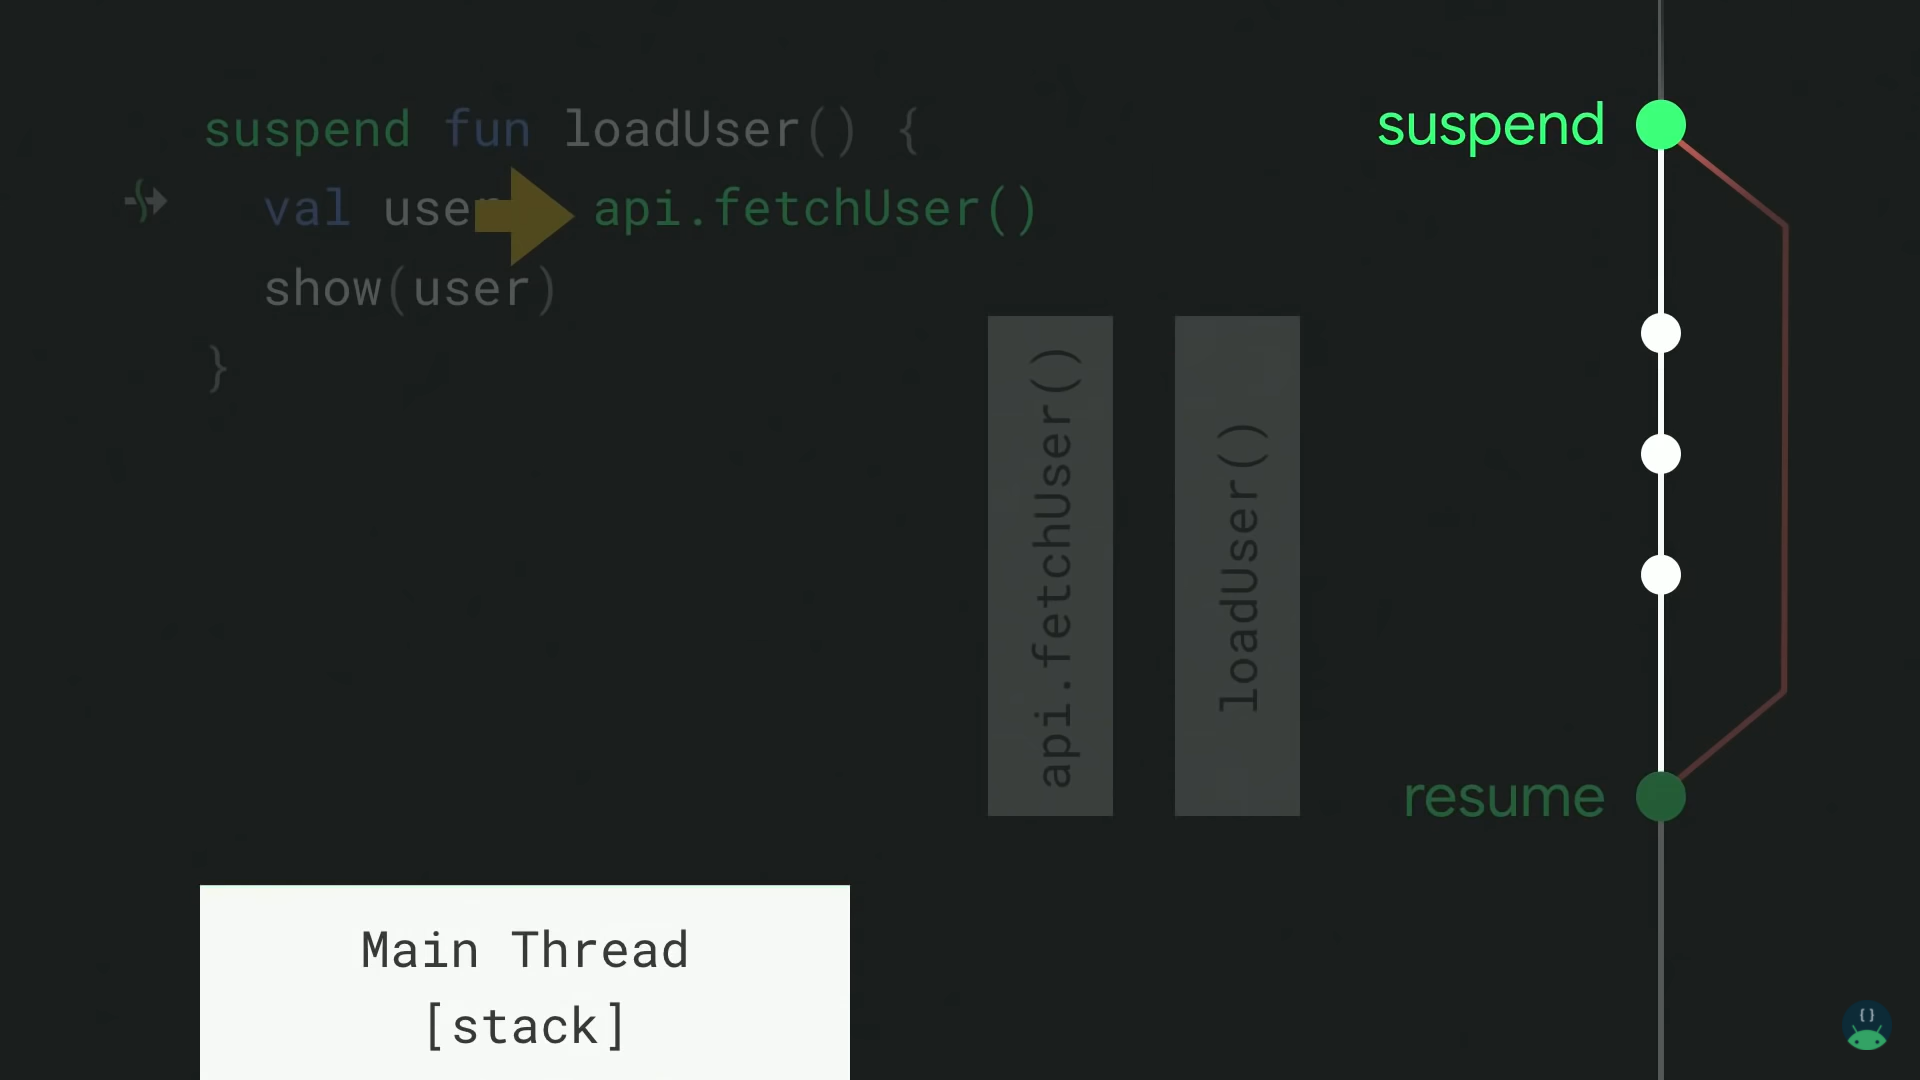 suspend fun loadUser() {
val user api.fetchUser()
show(user)
}
api.fetchUser()
loadUser()
suspend
resume
Main Thread
[stack]
{}